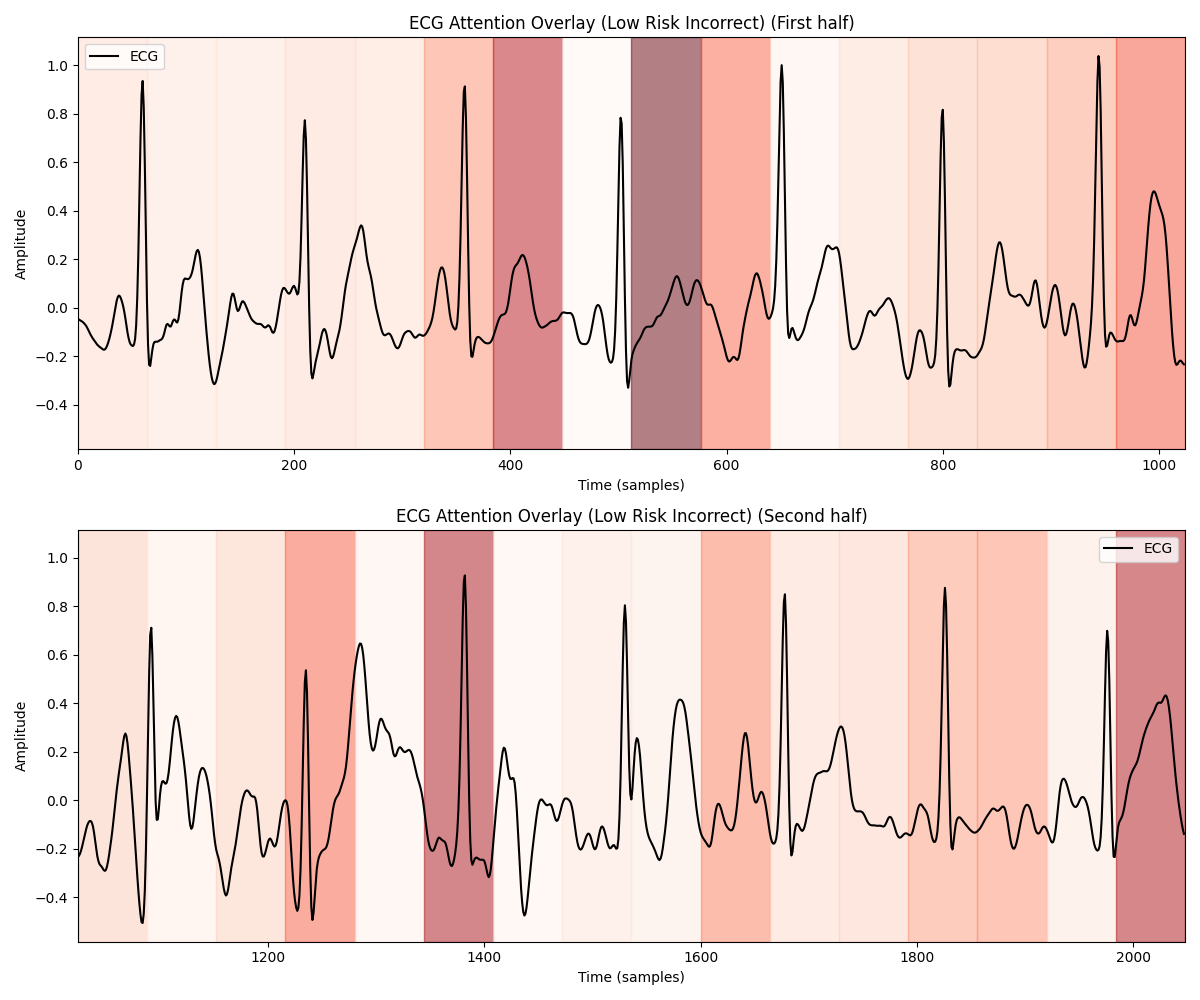 ECG Attention Overlay (Low Risk Incorrect) (First half)
ECG
1.0
0.8
0.6
0.4
0.2
0.0
−0.2
−0.4
Amplitude
0 200 400 600 800 1000
Time (samples)
ECG Attention Overlay (Low Risk Incorrect) (Second half)
ECG
1.0
0.8
0.6
0.4
0.2
0.0
−0.2
−0.4
Amplitude
1200 1400 1600 1800 2000
Time (samples)